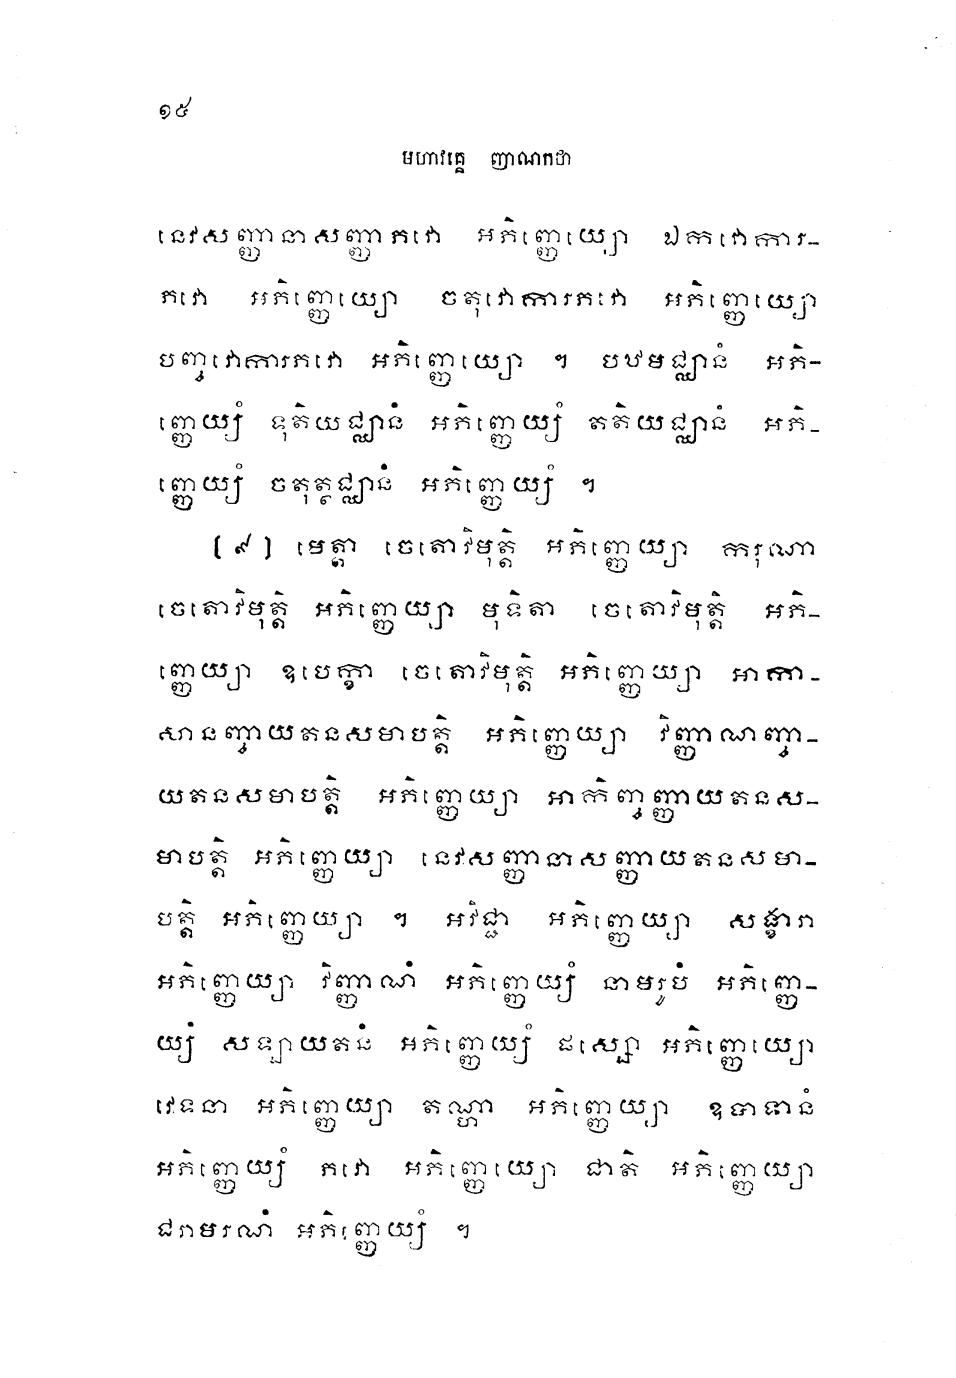 ១៥
មហាវគ្គេ ញាណកថា
នេវសញ្ញានាសញ្ញាភវោ អភិញ្ញេយ្យោ ឯកវោការ-
ភវោ អភិញ្ញេយ្យោ ចតុវោការភវោ អភិញ្ញេយ្យោ
បញ្ចវោការភវោ អភិញ្ញេយ្យោ ។ បឋមជ្ឈានំ អភិ-
ញ្ញេយ្យំ ទុតិយជ្ឈានំ អភិញ្ញេយ្យំ តតិយជ្ឈានំ អភិ-
ញ្ញេយ្យំ ចតុត្ថជ្ឈានំ អភិញ្ញេយ្យំ ។
(៩) មេត្តា ចេតោវិមុត្តិ អភិញ្ញេយ្យា ករុណា
ចេតោវិមុត្តិ អភិញ្ញេយ្យា មុទិតា ចេតោវិមុត្តិ អភិ-
ញ្ញេយ្យា ឧបេក្ខា ចេតោវិមុត្តិ អភិញ្ញេយ្យា អាកា-
សានញ្ចាយតនសមាបត្តិ អភិញ្ញេយ្យា វិញ្ញាណញ្ចា-
យតនសមាបត្តិ អភិញ្ញេយ្យា អាកិញ្ចញ្ញាយតនស-
មាបត្តិ អភិញ្ញេយ្យា នេវសញ្ញានាសញ្ញាយតនសមា-
បត្តិ អភិញ្ញេយ្យា ។ អវិជ្ជា អភិញ្ញេយ្យា សង្ខារា
អភិញ្ញេយ្យា វិញ្ញាណំ អភិញ្ញេយ្យំ នាមរូបំ អភិញ្ញេ-
យ្យំ សឡាយតនំ អភិញ្ញេយ្យំ ផស្សោ អភិញ្ញេយ្យោ
វេទនា អភិញ្ញេយ្យា តណ្ហា អភិញ្ញេយ្យា ឧបាទានំ
អភិញ្ញេយ្យំ ភវោ អភិញ្ញេយ្យោ ជាតិ អភិញ្ញេយ្យា
ជរាមរណំ អភិញ្ញេយ្យំ ។